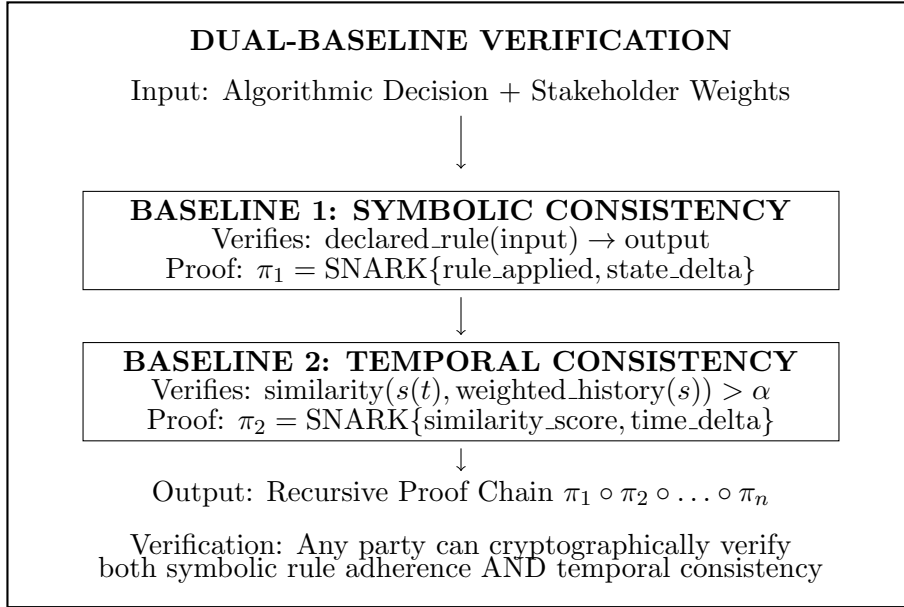 DUAL-BASELINE VERIFICATION
Input: Algorithmic Decision + Stakeholder Weights
BASELINE 1: SYMBOLIC CONSISTENCY
Verifies: declared_rule(input) → output
Proof: π₁ = SNARK{rule_applied, state_delta}
BASELINE 2: TEMPORAL CONSISTENCY
Verifies: similarity(s(t), weighted_history(s)) > α
Proof: π₂ = SNARK{similarity_score, time_delta}
Output: Recursive Proof Chain π₁ ∘ π₂ ∘ … ∘ πₙ
Verification: Any party can cryptographically verify
both symbolic rule adherence AND temporal consistency